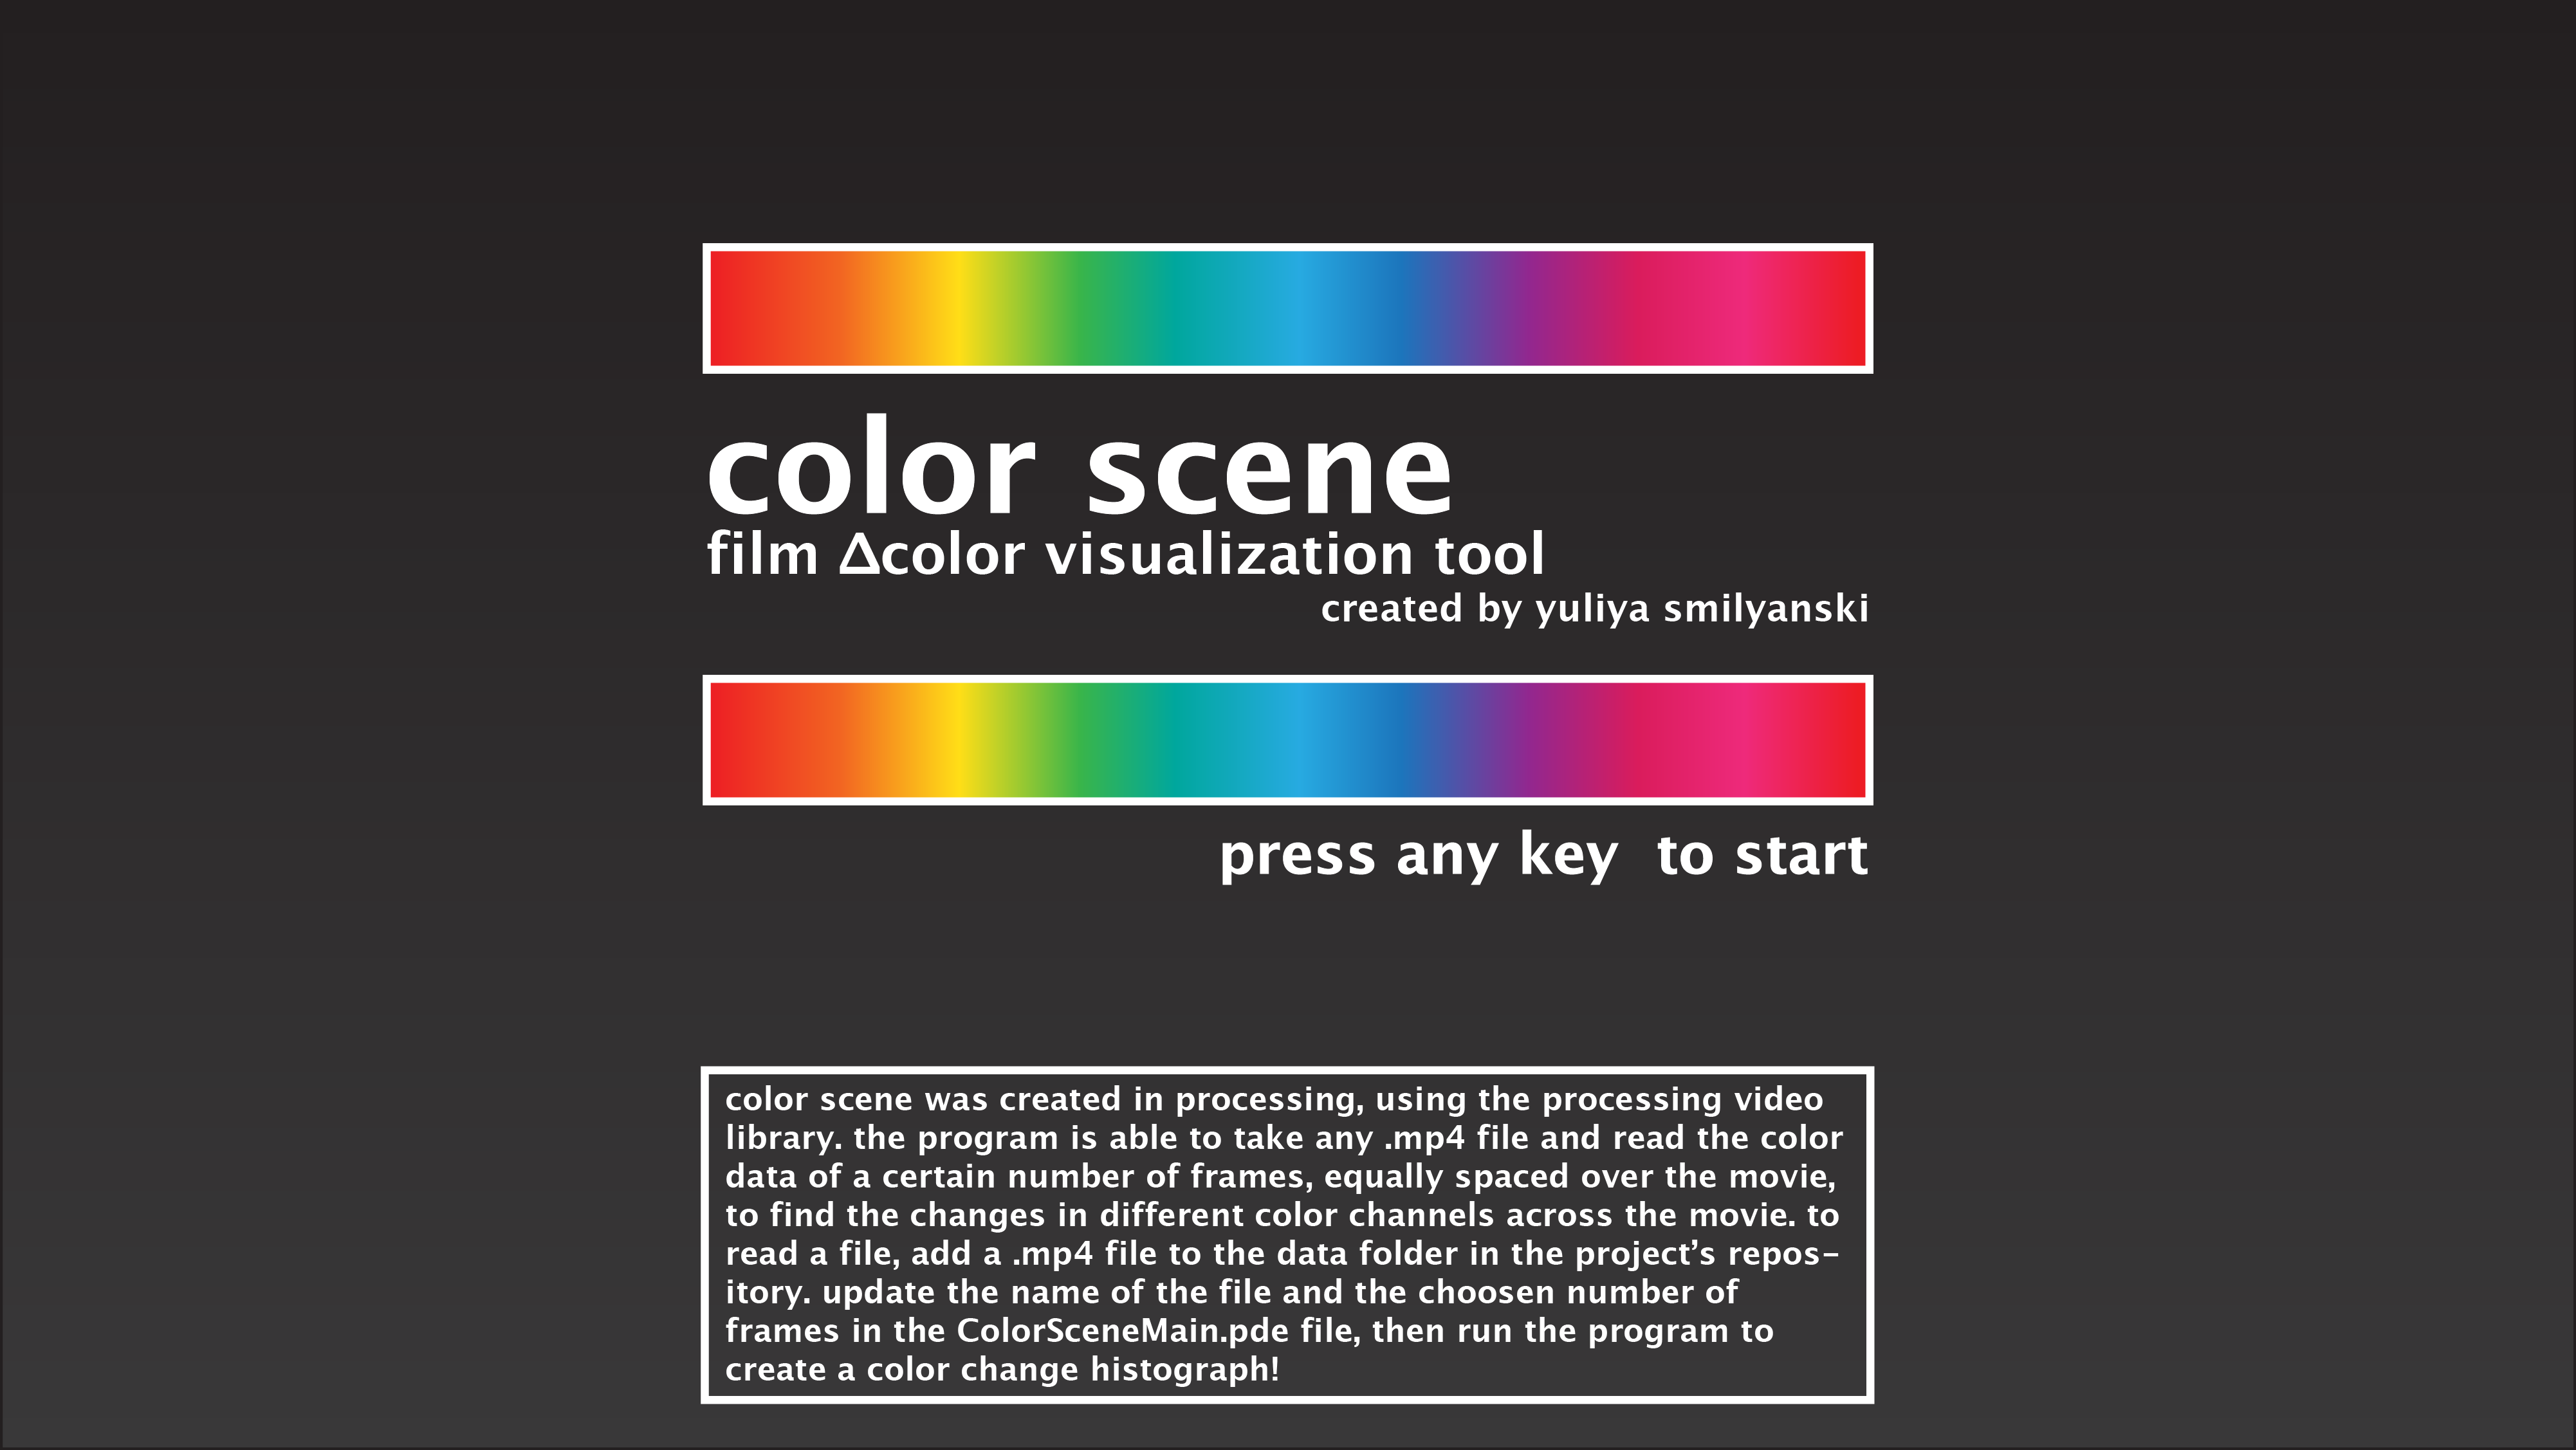 color scene
film Δcolor visualization tool
created by yuliya smilyanski
press any key  to start
color scene was created in processing, using the processing video
library. the program is able to take any .mp4 file and read the color
data of a certain number of frames, equally spaced over the movie,
to find the changes in different color channels across the movie. to
read a file, add a .mp4 file to the data folder in the project’s repos-
itory. update the name of the file and the choosen number of
frames in the ColorSceneMain.pde file, then run the program to
create a color change histograph!